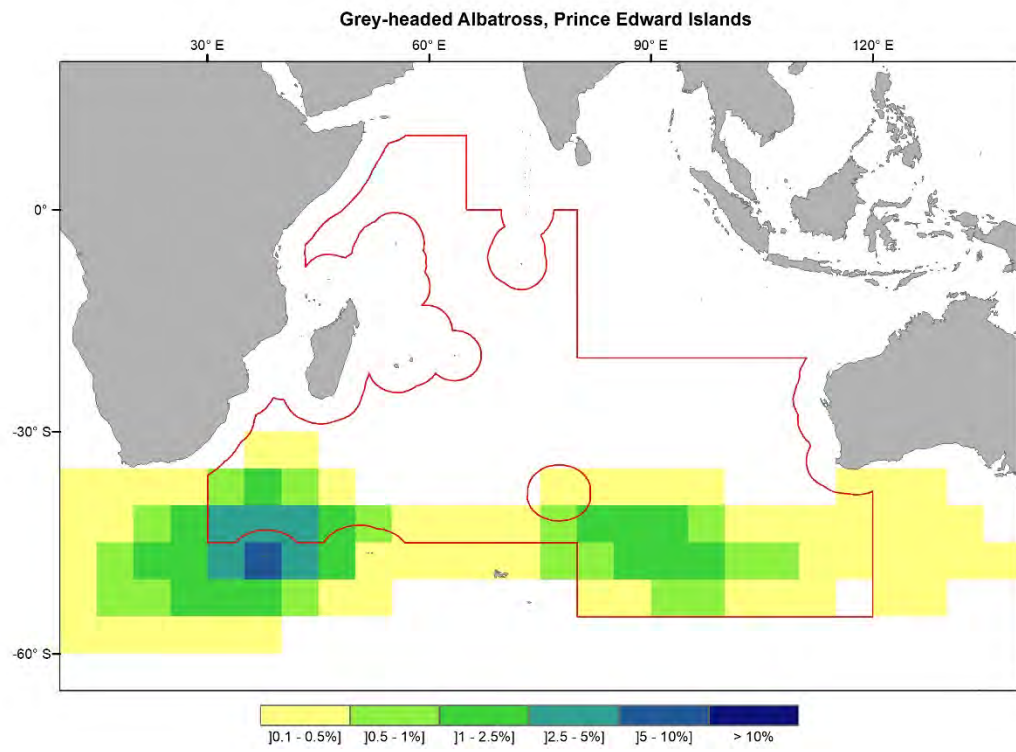 Grey-headed Albatross, Prince Edward Islands
30° E 60° E 90° E 120° E
0°
-30° S
-60° S
]0.1 - 0.5%] ]0.5 - 1%] ]1 - 2.5%] ]2.5 - 5%] ]5 - 10%] > 10%